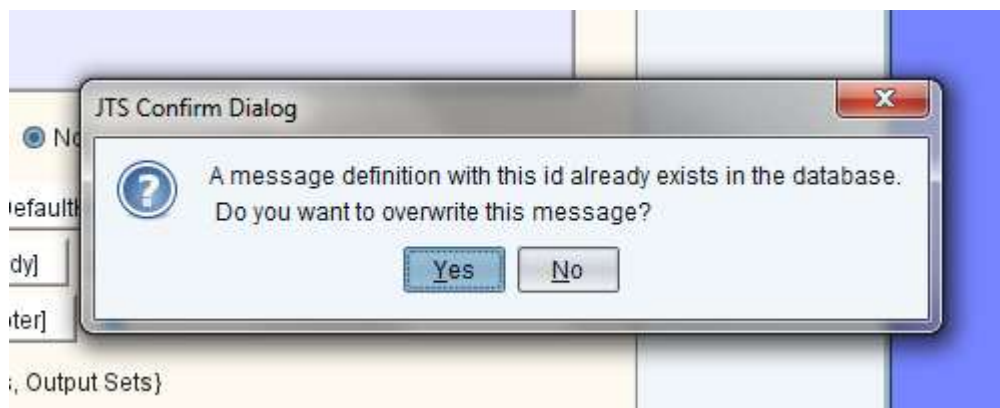 JTS Confirm Dialog
A message definition with this id already exists in the database.
Do you want to overwrite this message?
Yes No
dy]
, Output Sets}